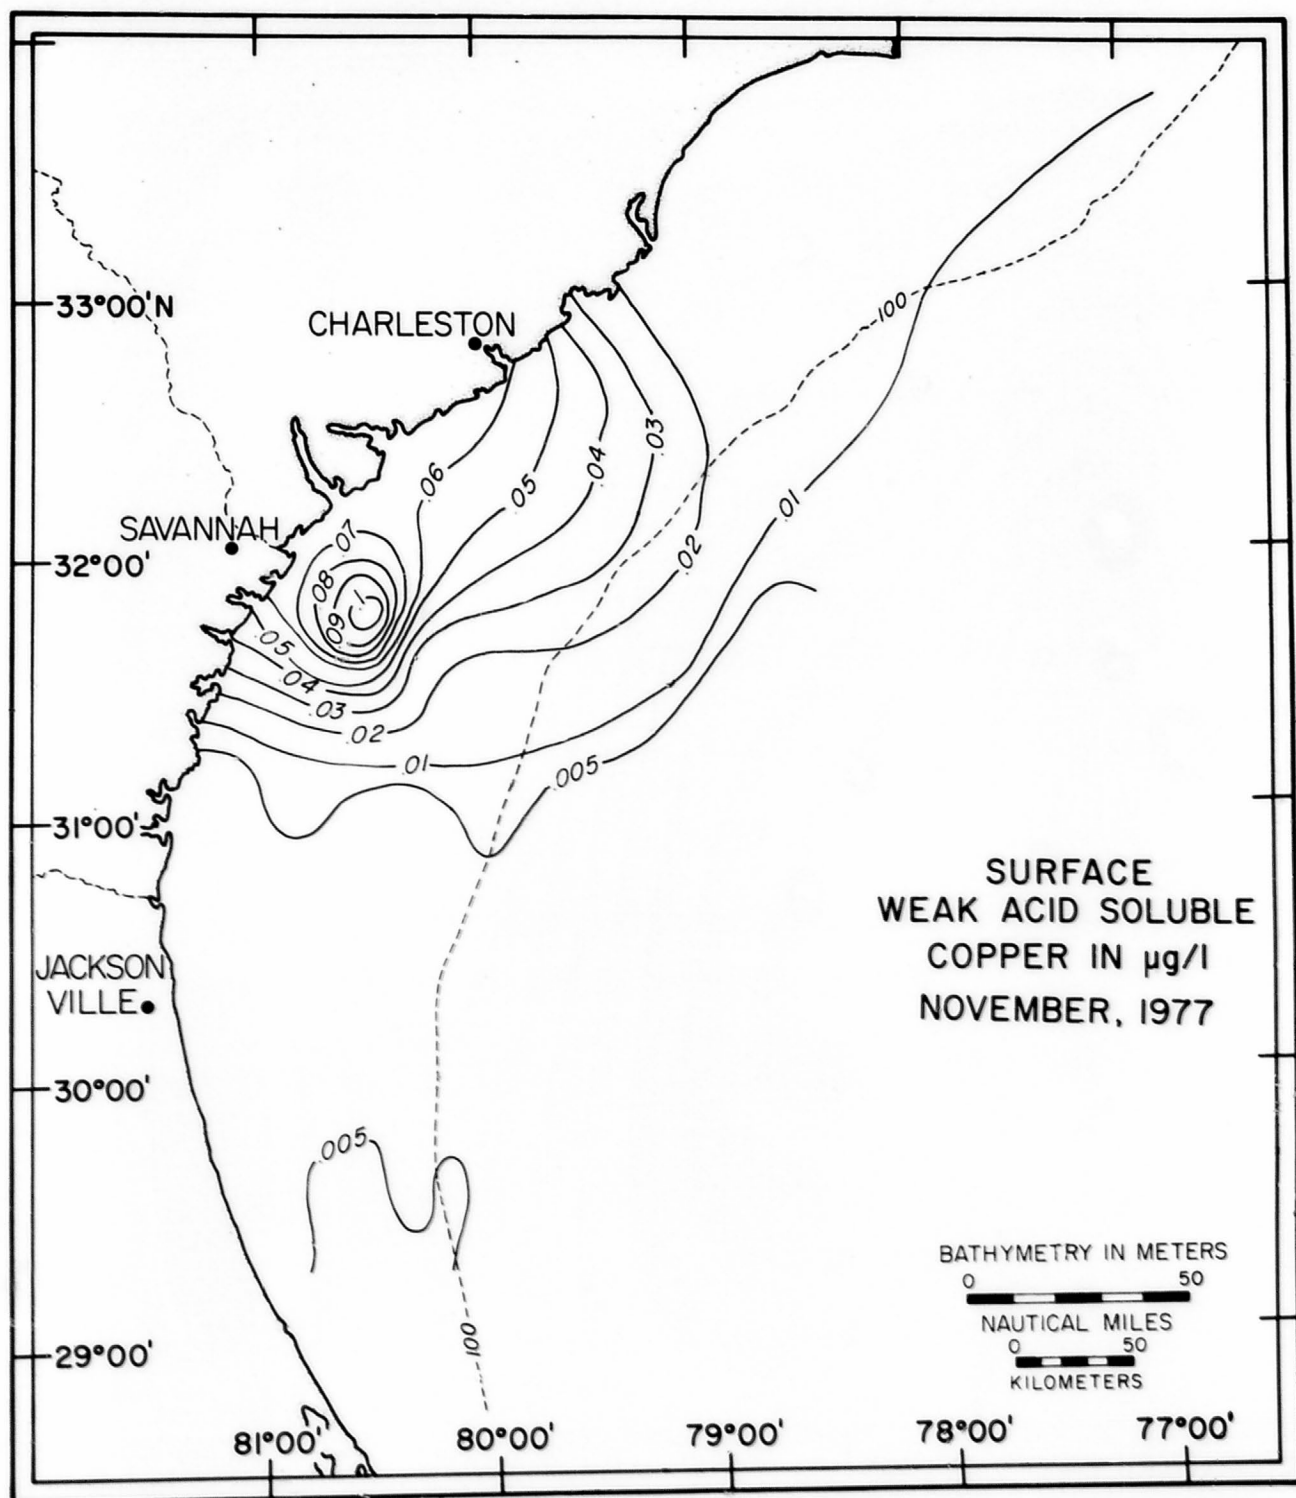 33°00'N
CHARLESTON
100
.03
.04
.06
.05
.01
SAVANNAH
.07
.02
32°00'
.08
.1
.09
.05
.04
.03
.02
.01
.005
31°00'
SURFACE
WEAK ACID SOLUBLE
COPPER IN µg/l
NOVEMBER, 1977
JACKSON
VILLE
30°00'
.005
BATHYMETRY IN METERS
0 50
NAUTICAL MILES
0 50
KILOMETERS
100
29°00'
81°00' 80°00' 79°00' 78°00' 77°00'